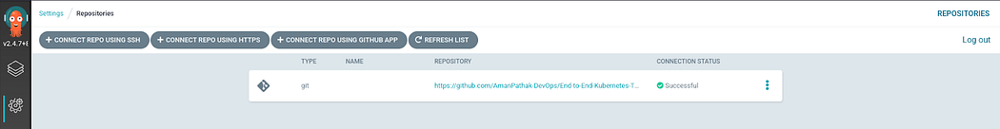 Settings / Repositories
REPOSITORIES
v2.4.7+
+ CONNECT REPO USING SSH + CONNECT REPO USING HTTPS + CONNECT REPO USING GITHUB APP REFRESH LIST
Log out
TYPE NAME REPOSITORY CONNECTION STATUS
git https://github.com/AmanPathak-DevOps/End-to-End-Kubernetes-T... Successful